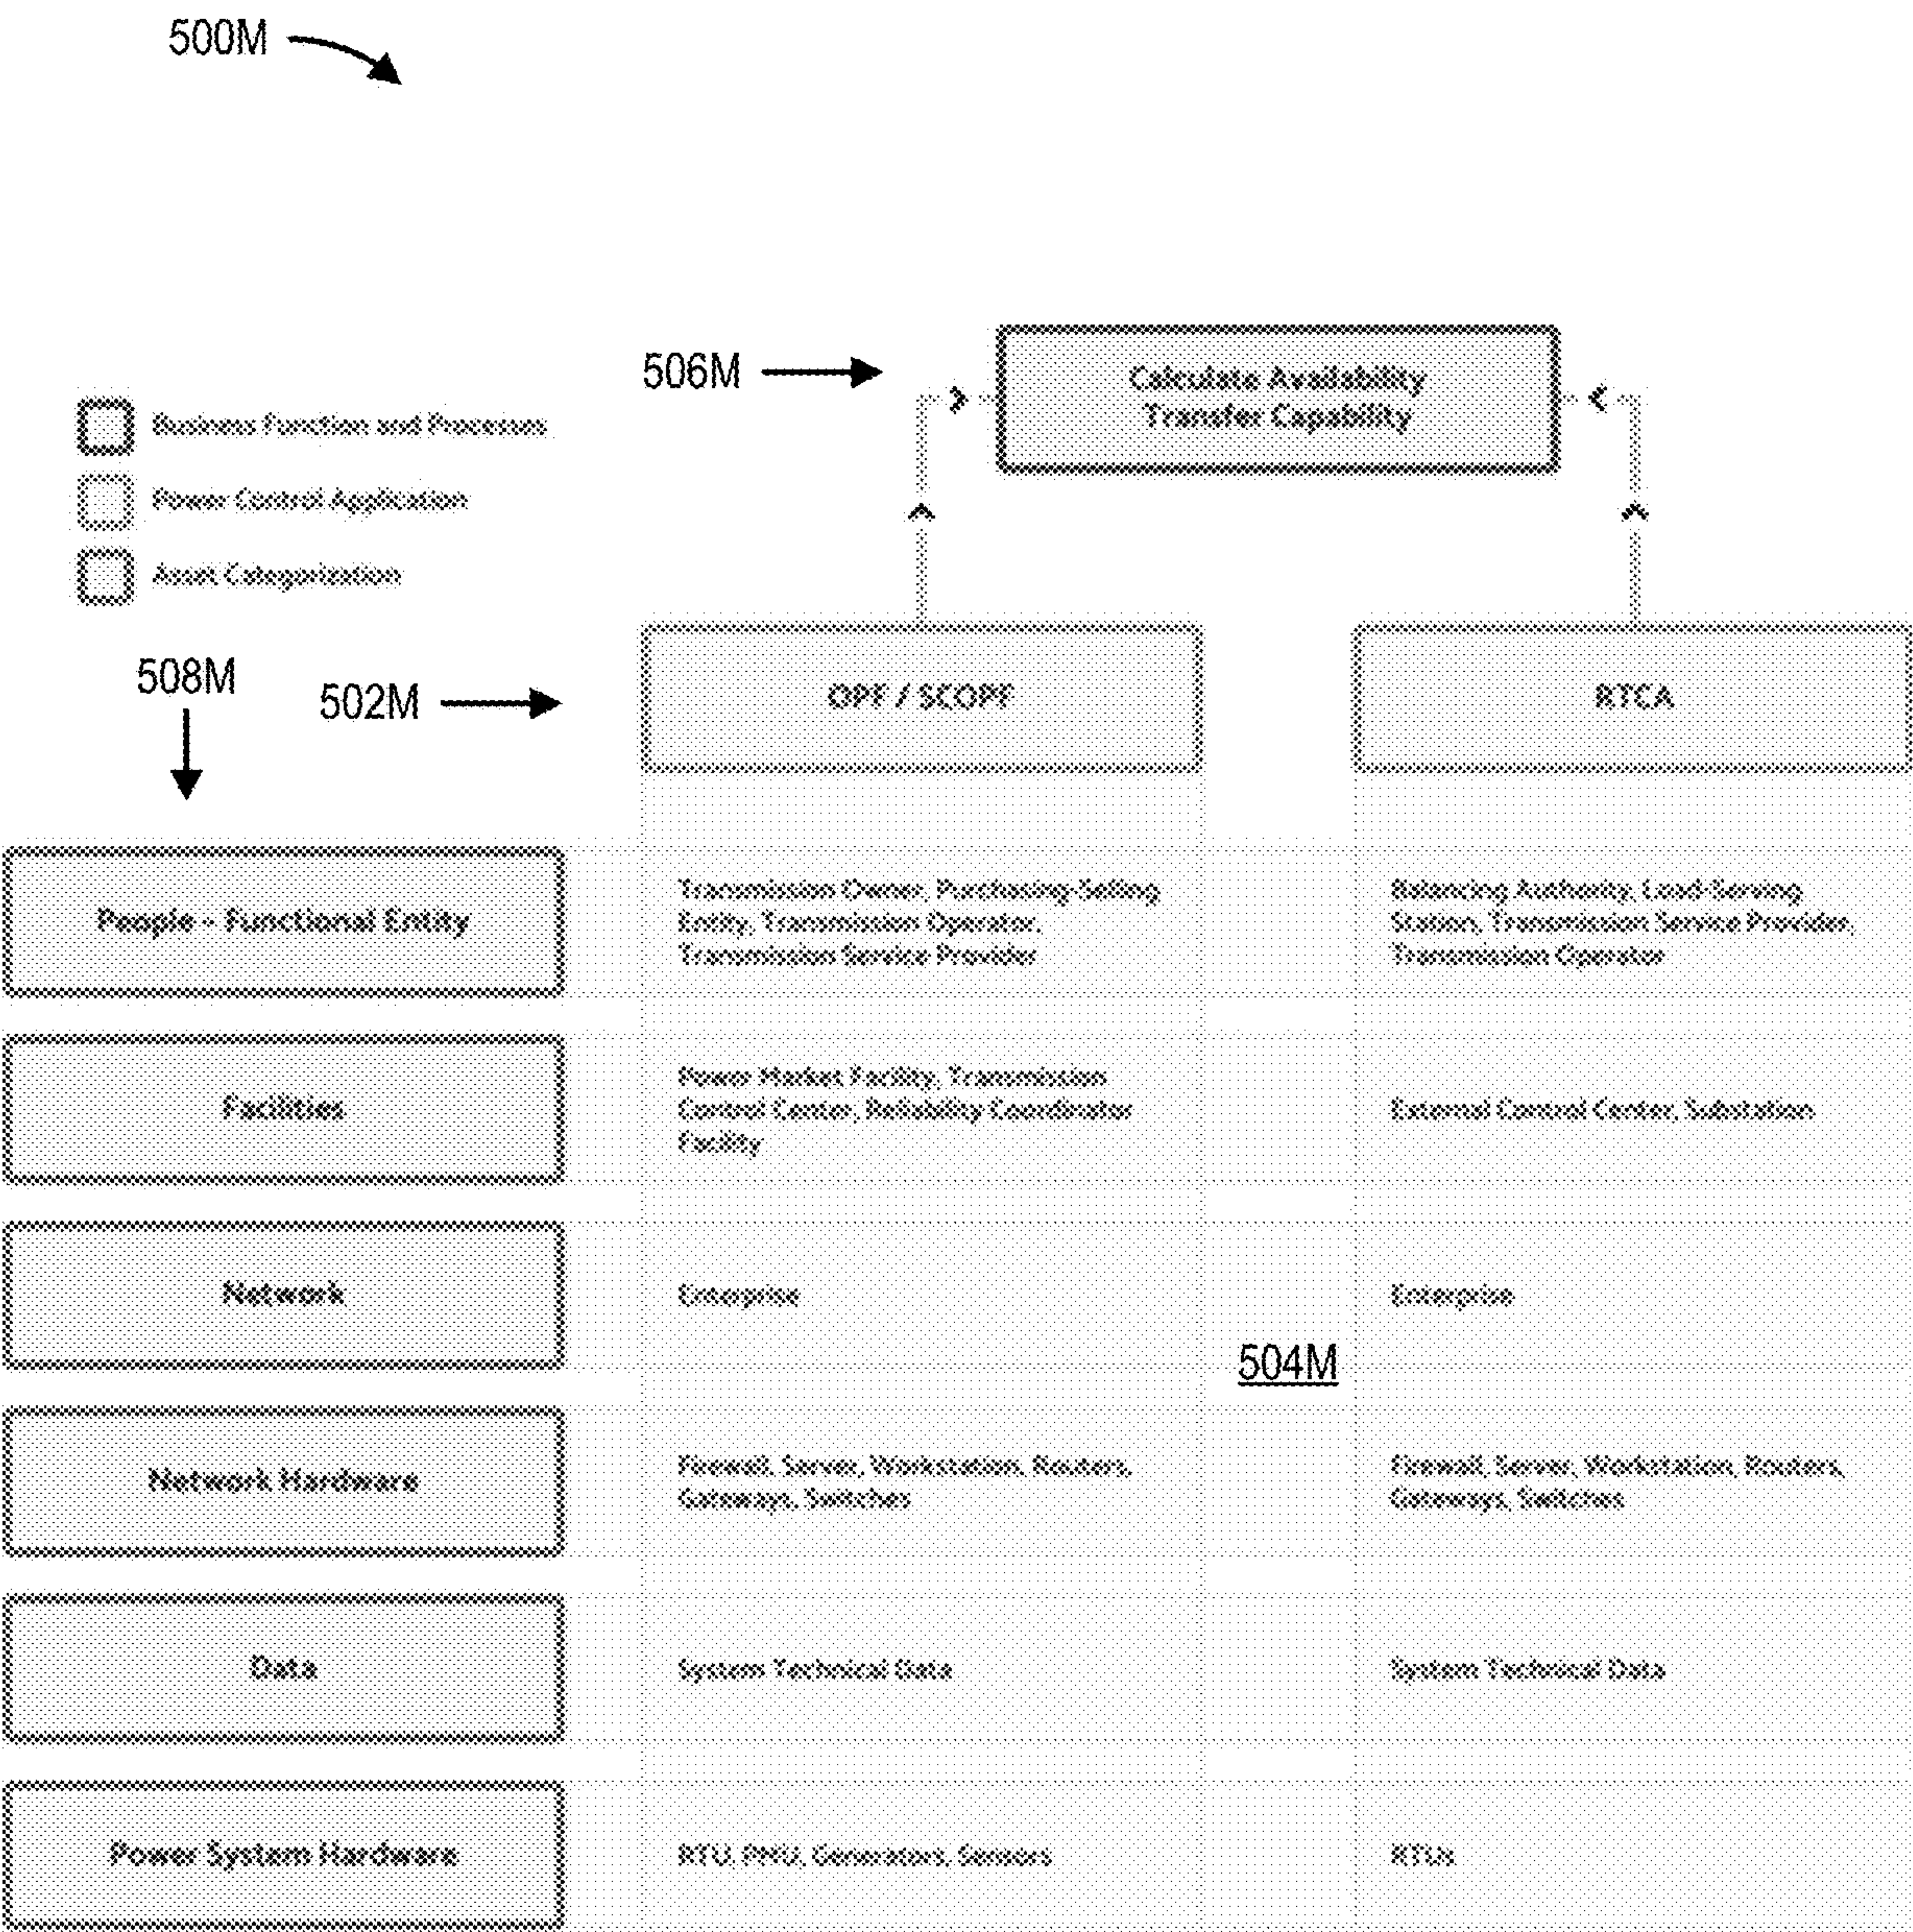 500M
506M
Calculate Availability
Transfer Capability
Business Function and Processes
Power Control Application
Asset Categorization
508M
502M
OPF / SCOPF
RTCA
People - Functional Entity
Transmission Owner, Purchasing-Selling
Entity, Transmission Operator,
Transmission Service Provider
Balancing Authority, Load-Serving
Station, Transmission Service Provider,
Transmission Operator
Facilities
Power Market Facility, Transmission
Control Center, Reliability Coordinator
Facility
External Control Center, Substation
Network
Enterprise
Enterprise
504M
Network Hardware
Firewall, Server, Workstation, Routers,
Gateways, Switches
Firewall, Server, Workstation, Routers,
Gateways, Switches
Data
System Technical Data
System Technical Data
Power System Hardware
RTU, PMU, Generators, Sensors
RTUs